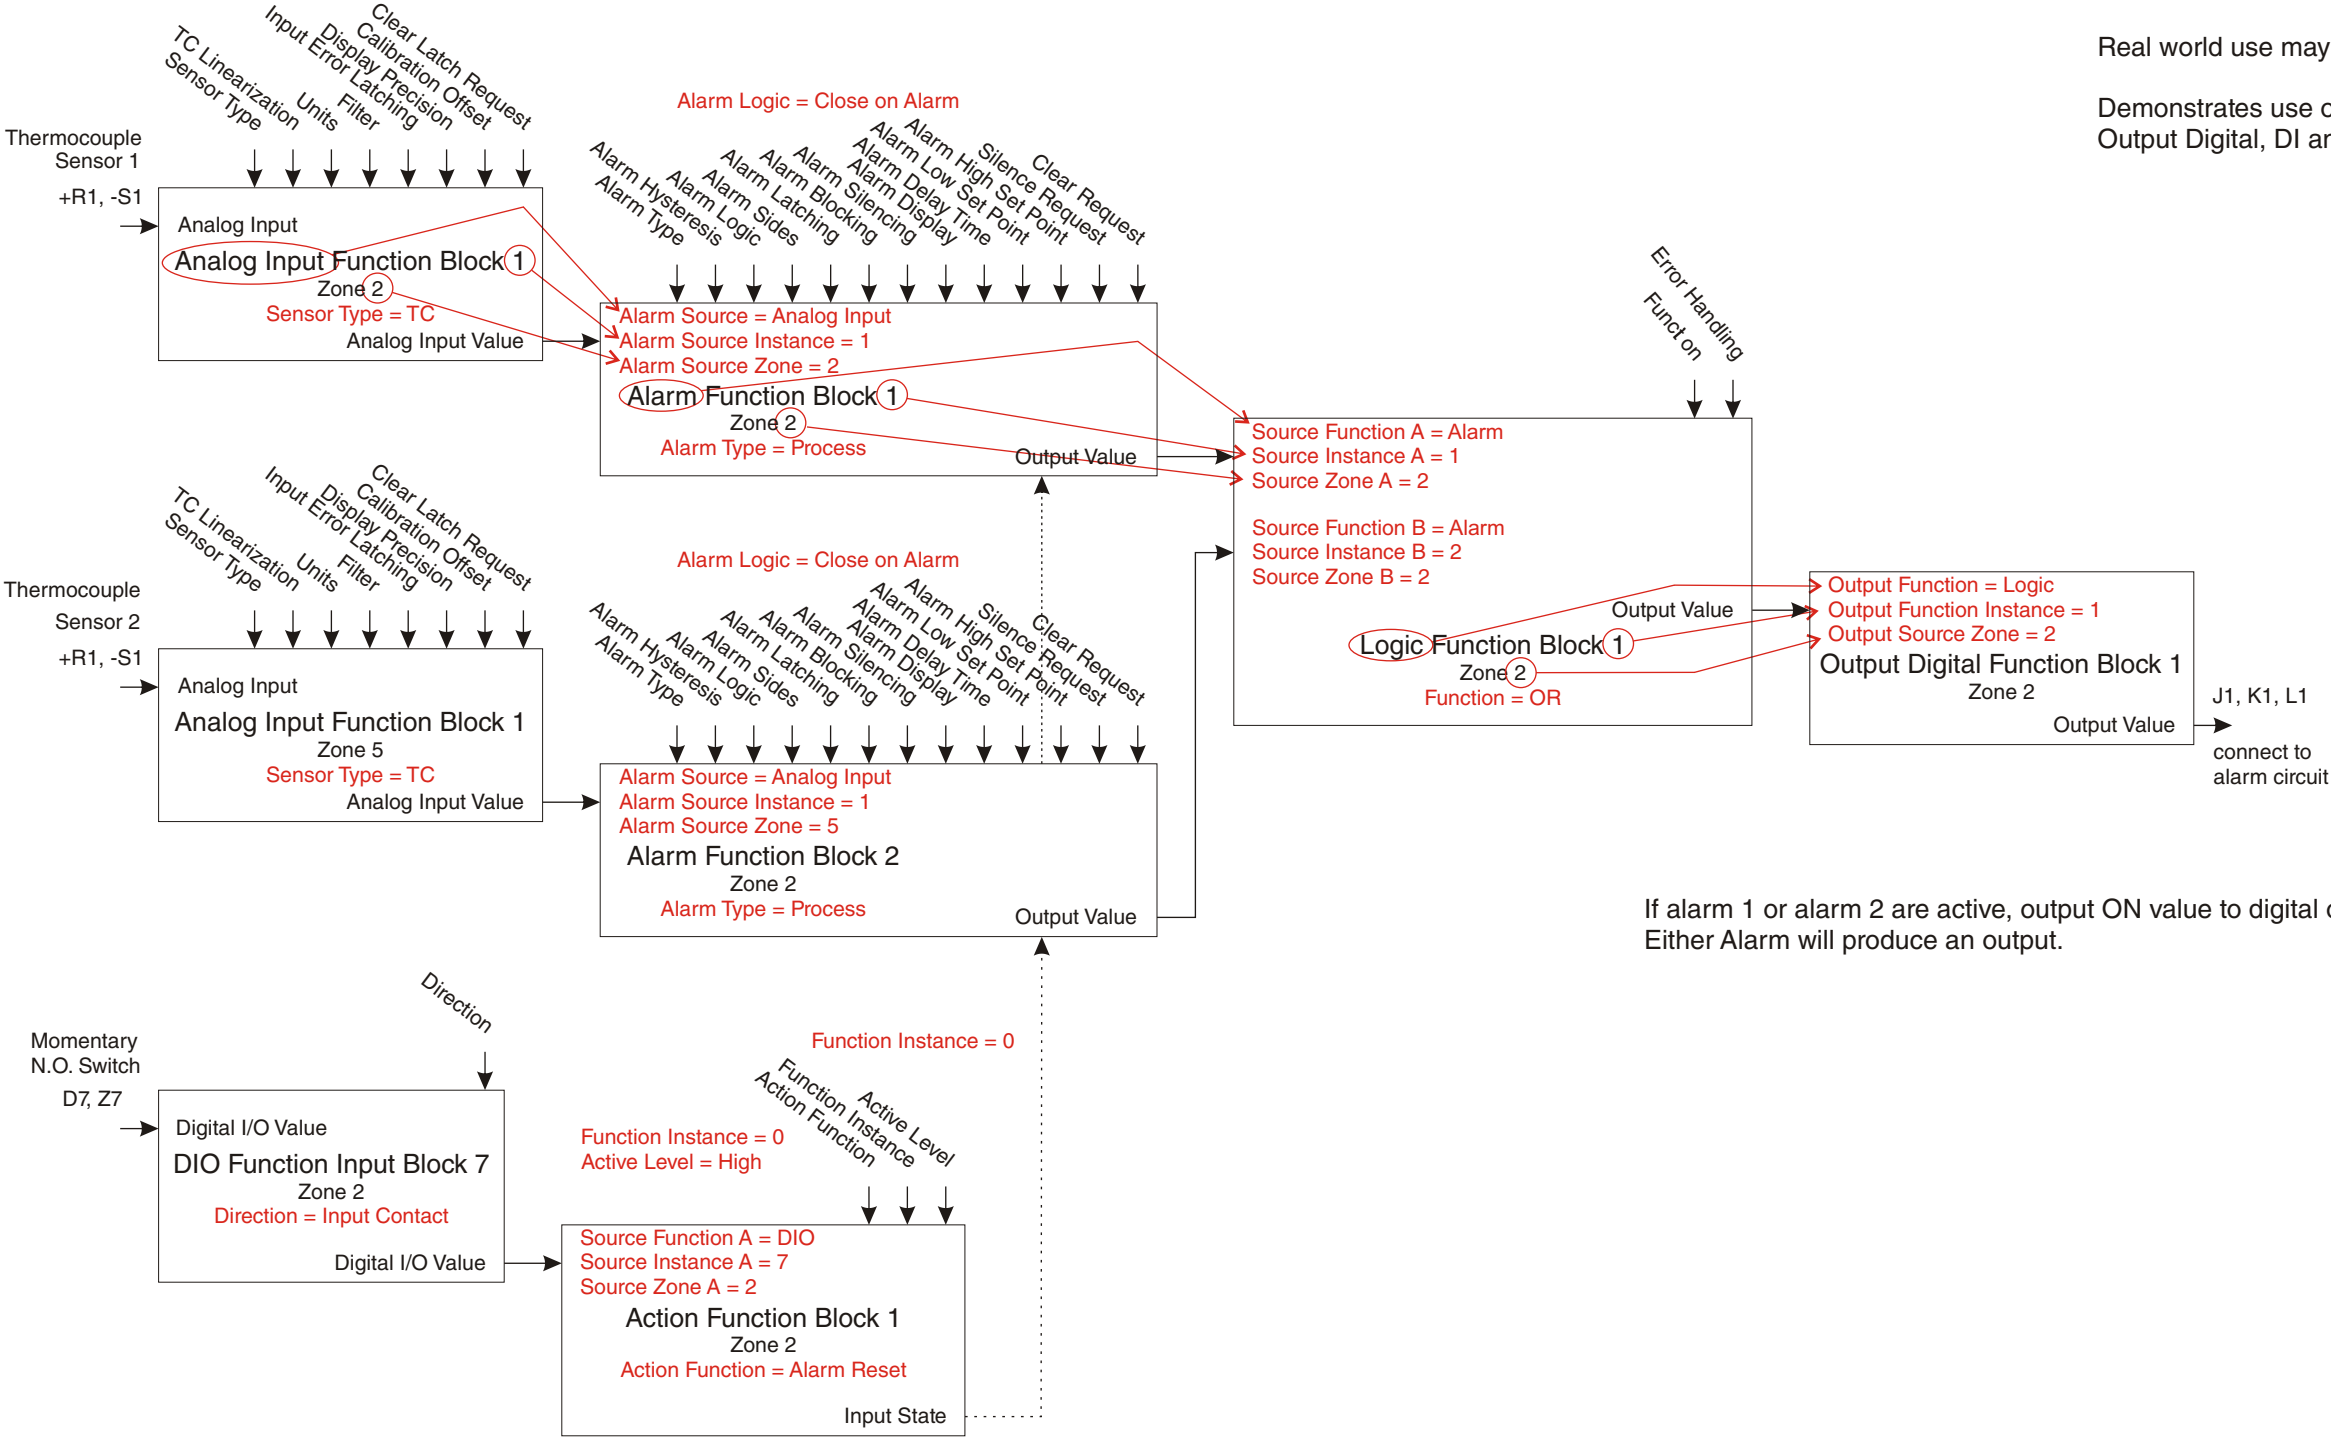 Real world use may
Demonstrates use o
Output Digital, DI an
Thermocouple
Sensor 1
+R1, -S1
Sensor Type
TC Linearization
Units
Filter
Input Error Latching
Display Precision
Calibration Offset
Clear Latch Request
Analog Input
Analog Input Function Block 1
Zone 2
Sensor Type = TC
Analog Input Value
Alarm Logic = Close on Alarm
Alarm Type
Alarm Hysteresis
Alarm Logic
Alarm Sides
Alarm Latching
Alarm Blocking
Alarm Silencing
Alarm Display
Alarm Delay Time
Alarm Low Set Point
Alarm High Set Point
Silence Request
Clear Request
Alarm Source = Analog Input
Alarm Source Instance = 1
Alarm Source Zone = 2
Alarm Function Block 1
Zone 2
Alarm Type = Process
Output Value
Funct on
Error Handling
Source Function A = Alarm
Source Instance A = 1
Source Zone A = 2
Source Function B = Alarm
Source Instance B = 2
Source Zone B = 2
Output Value
Logic Function Block 1
Zone 2
Function = OR
Output Function = Logic
Output Function Instance = 1
Output Source Zone = 2
Output Digital Function Block 1
Zone 2
Output Value
J1, K1, L1
connect to
alarm circuit
Thermocouple
Sensor 2
+R1, -S1
Sensor Type
TC Linearization
Units
Filter
Input Error Latching
Display Precision
Calibration Offset
Clear Latch Request
Analog Input
Analog Input Function Block 1
Zone 5
Sensor Type = TC
Analog Input Value
Alarm Logic = Close on Alarm
Alarm Type
Alarm Hysteresis
Alarm Logic
Alarm Sides
Alarm Latching
Alarm Blocking
Alarm Silencing
Alarm Display
Alarm Delay Time
Alarm Low Set Point
Alarm High Set Point
Silence Request
Clear Request
Alarm Source = Analog Input
Alarm Source Instance = 1
Alarm Source Zone = 5
Alarm Function Block 2
Zone 2
Alarm Type = Process
Output Value
If alarm 1 or alarm 2 are active, output ON value to digital o
Either Alarm will produce an output.
Momentary
N.O. Switch
D7, Z7
Direction
Digital I/O Value
DIO Function Input Block 7
Zone 2
Direction = Input Contact
Digital I/O Value
Function Instance = 0
Function Instance = 0
Active Level = High
Action Function
Function Instance
Active Level
Source Function A = DIO
Source Instance A = 7
Source Zone A = 2
Action Function Block 1
Zone 2
Action Function = Alarm Reset
Input State